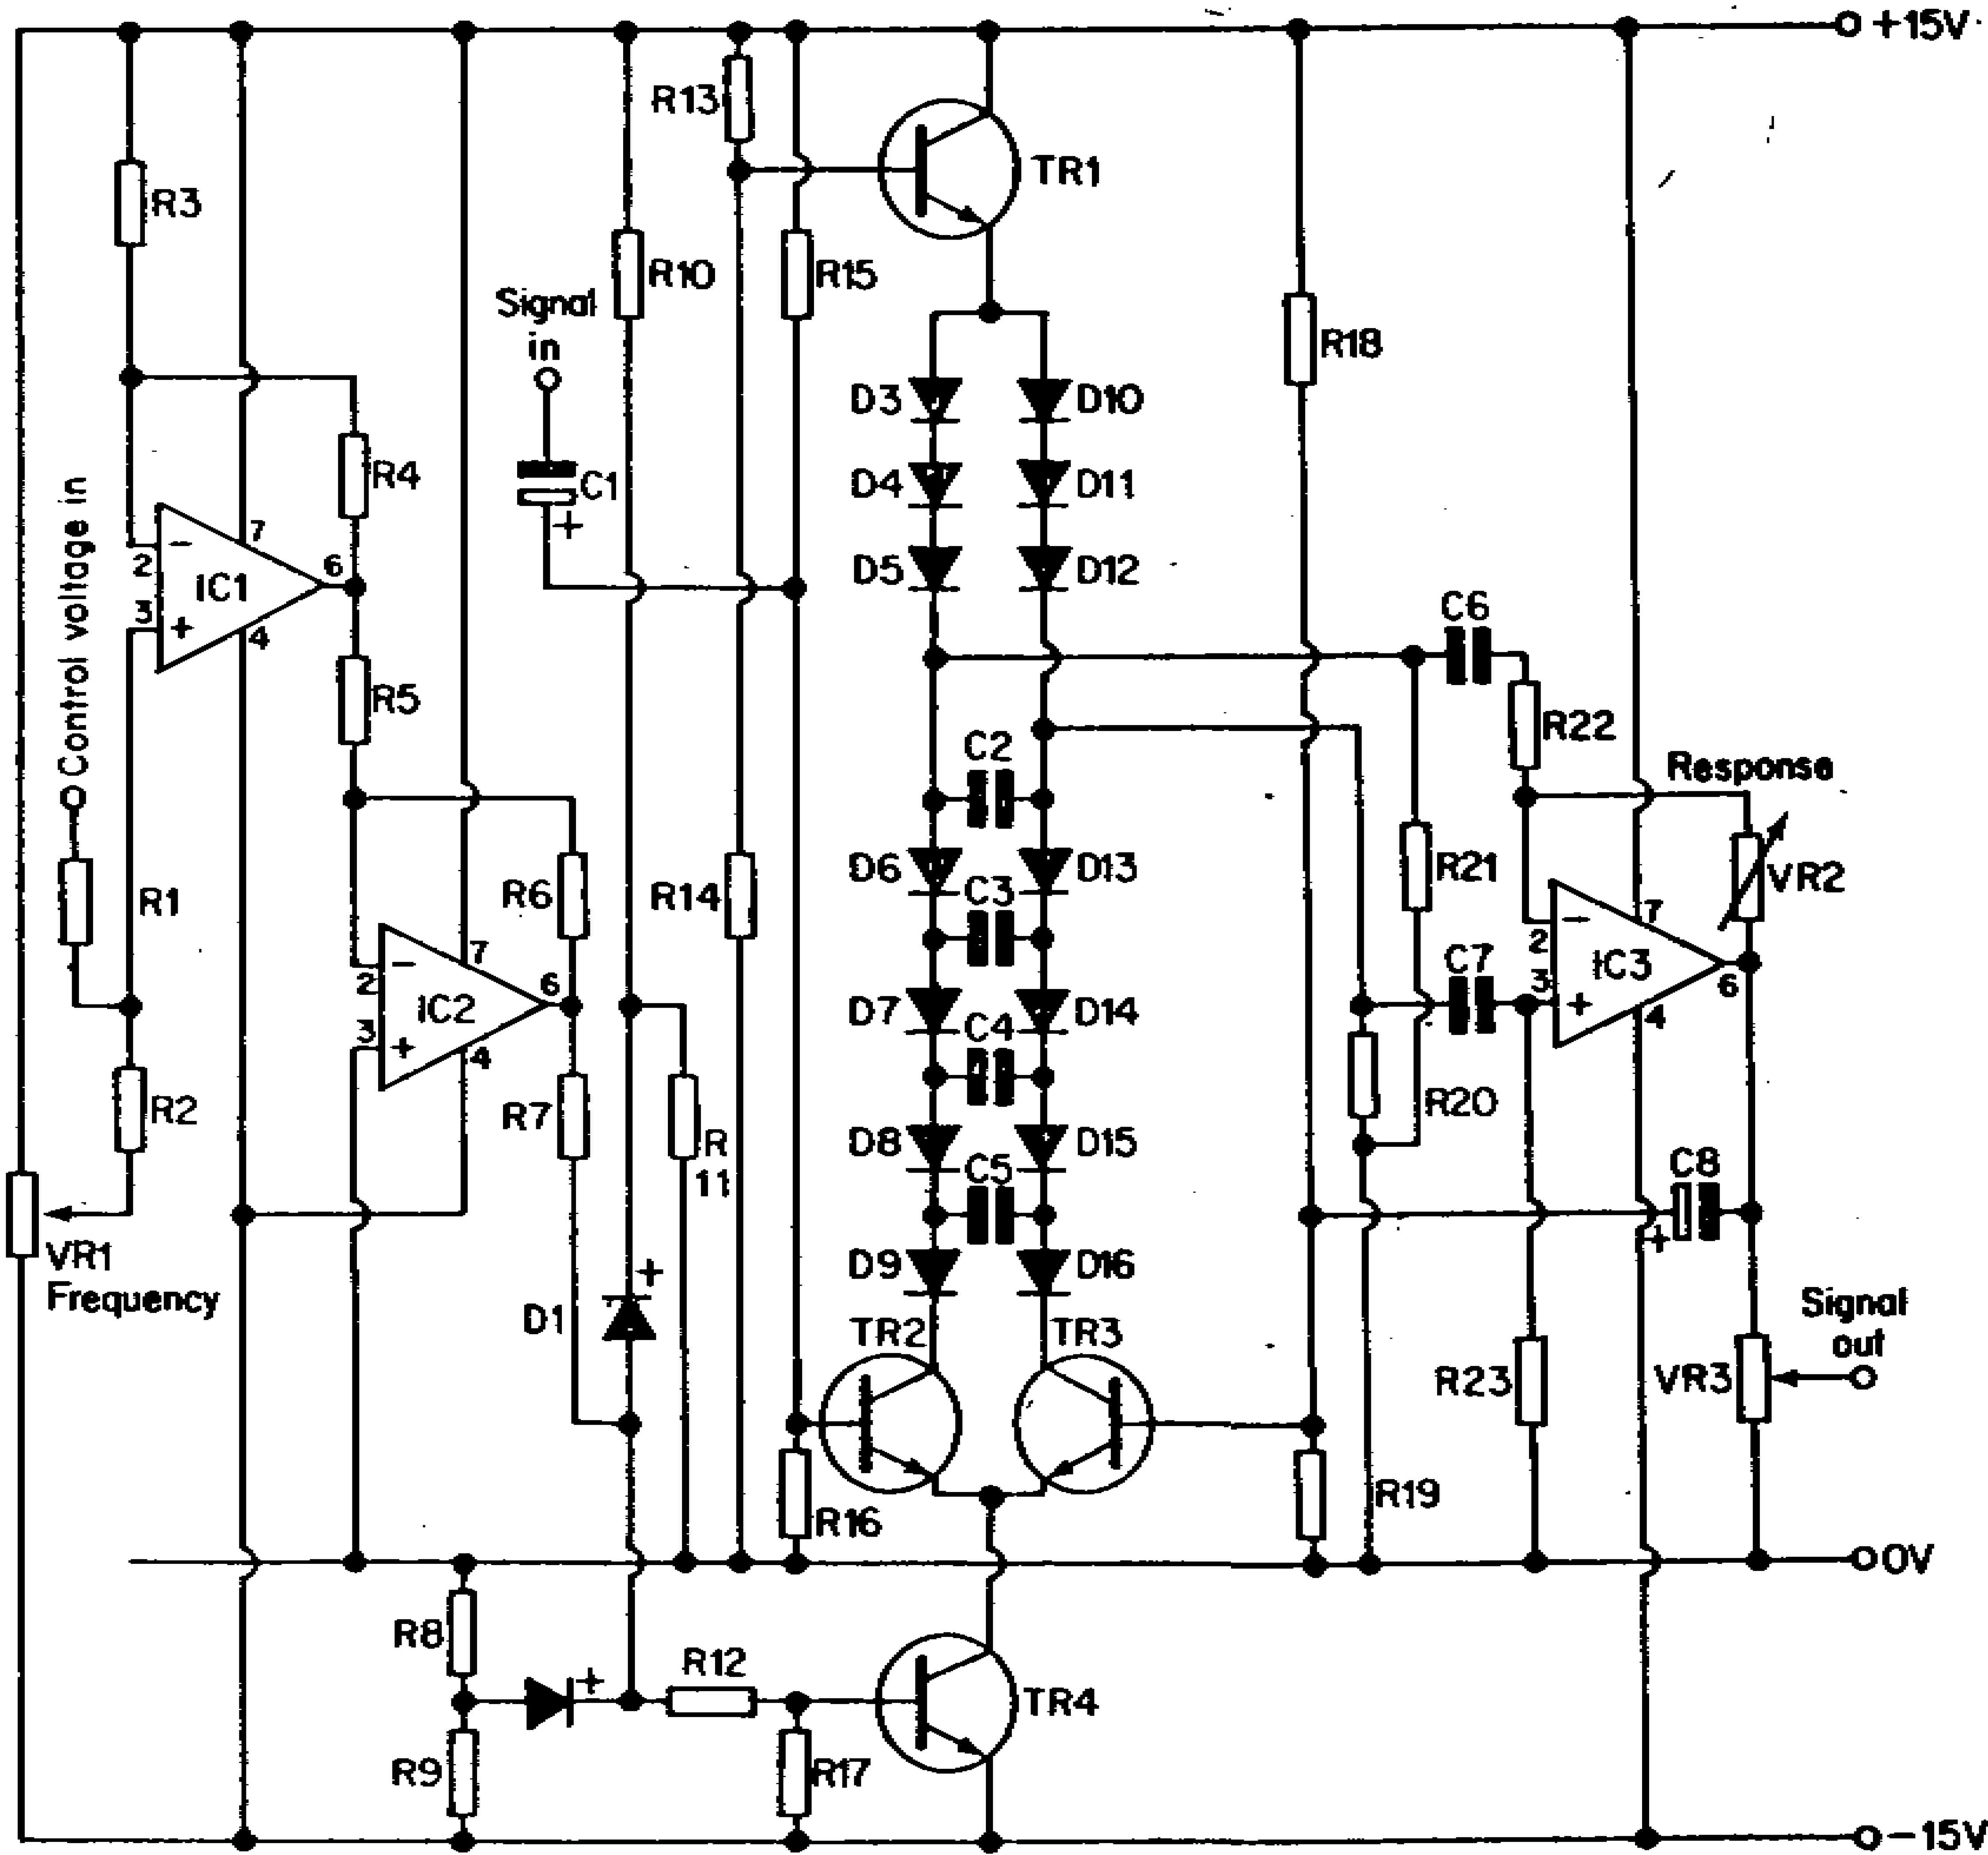 +15V
R13
TR1
R3
R10
R15
Signal
in
R18
D3
D10
Control voltage in
R4
C1
+
D4
D11
D5
D12
2
-
7
6
IC1
3
+
4
C6
R5
R22
C2
Response
R1
R6
R14
D6
D13
C3
R21
VR2
2
-
7
6
IC2
3
+
4
C7
2
-
7
IC3
3
+
4
6
R2
R7
R
11
D7
D14
C4
R20
D8
D15
C5
C8
+
VR1
Frequency
D1
+
D9
D16
TR2
TR3
Signal
out
R23
VR3
R16
R19
0V
R8
+
R12
TR4
R9
R17
-15V